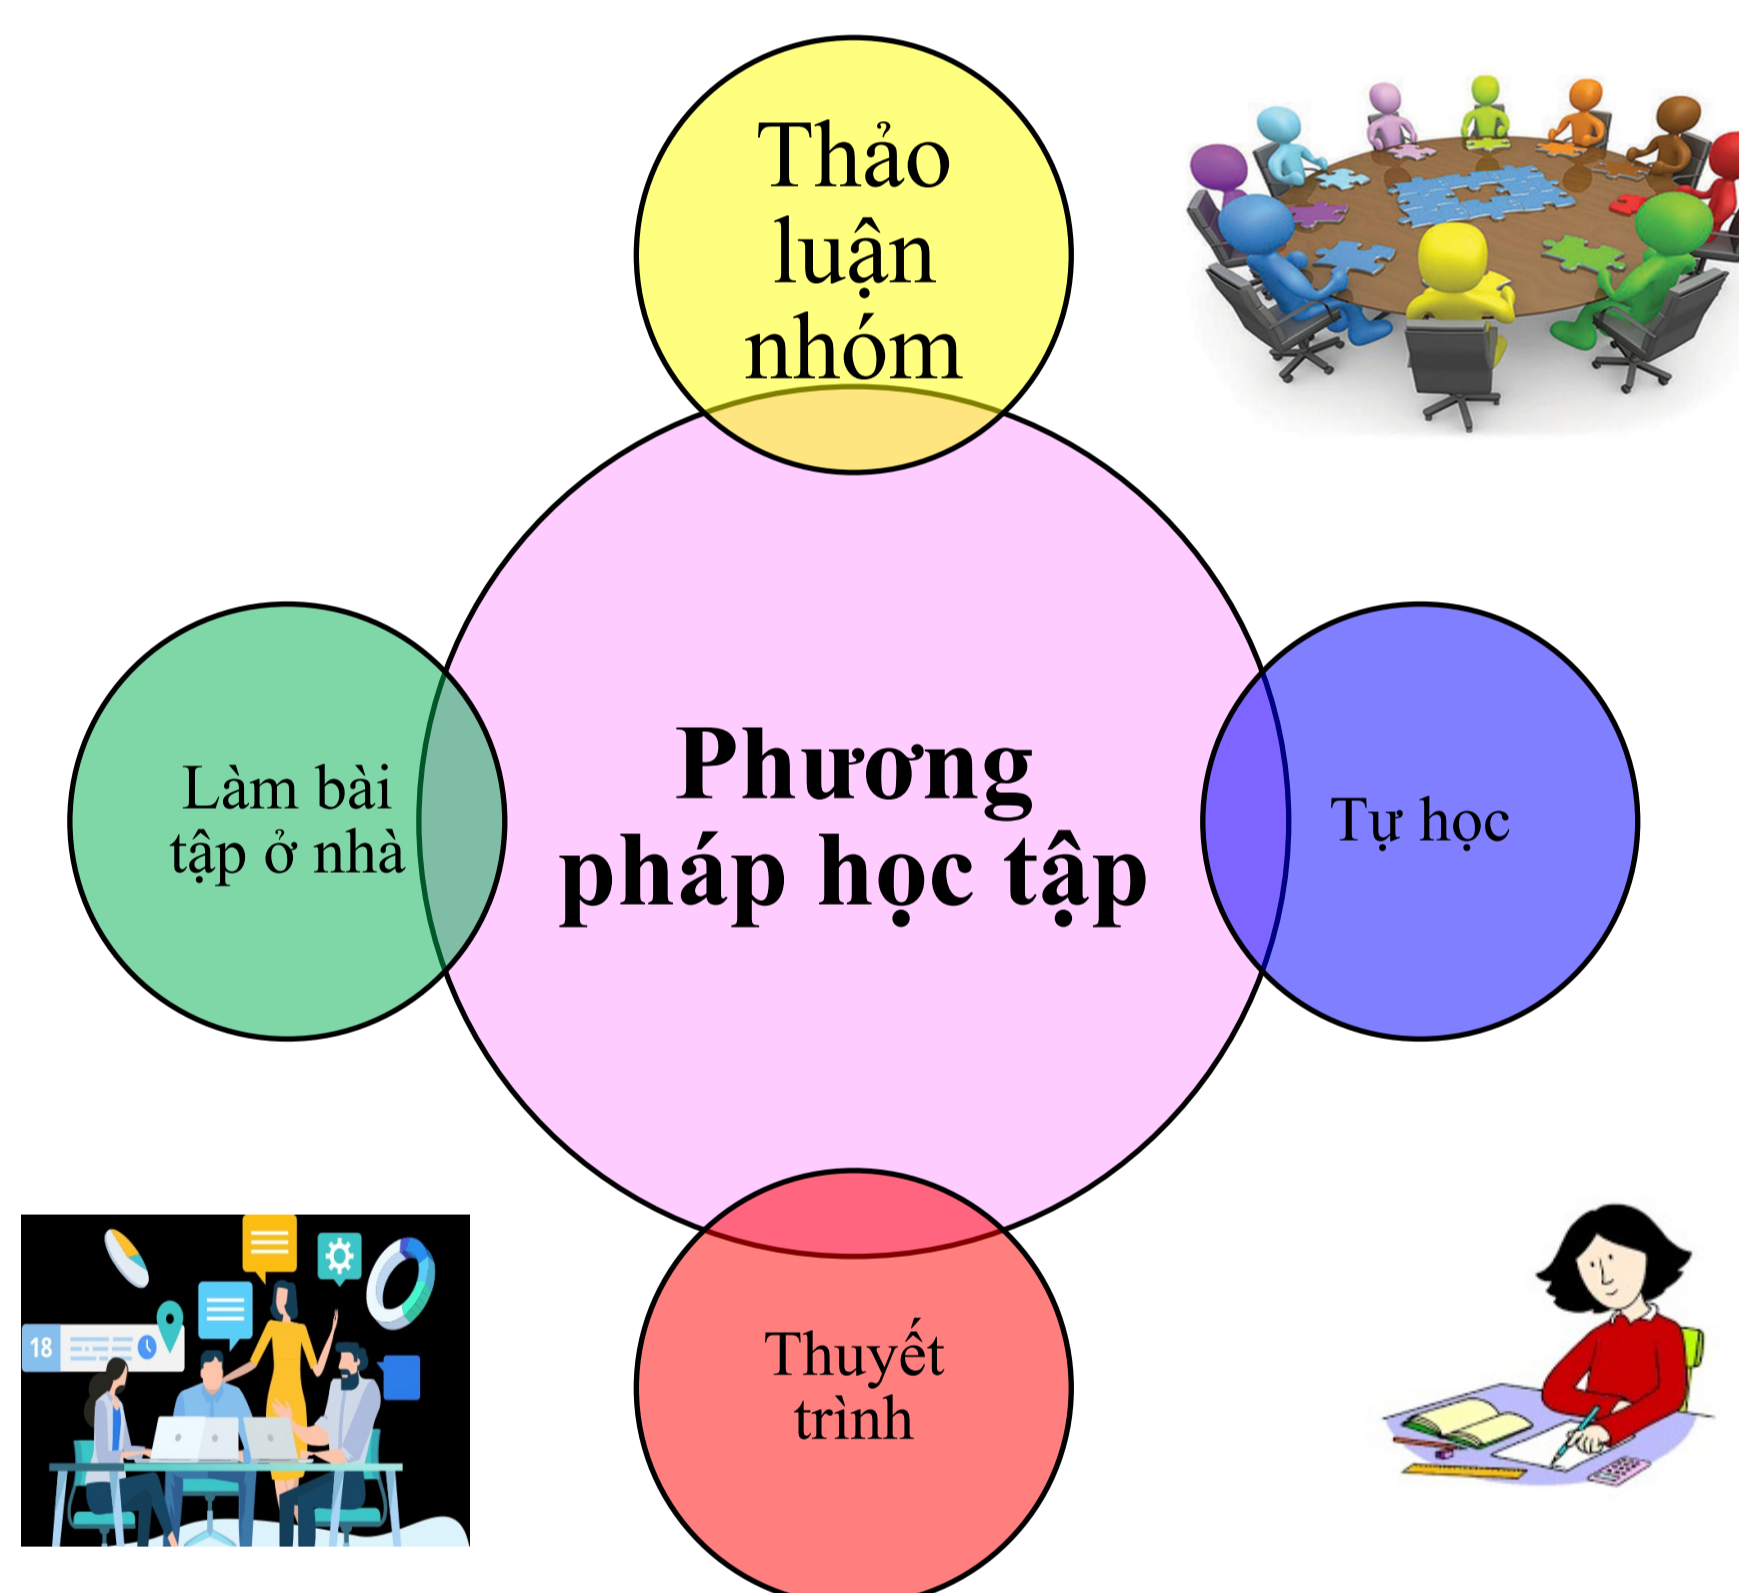 Thảo
luận
nhóm
Làm bài
tập ở nhà
Phương
pháp học tập
Tự học
Thuyết
trình
18